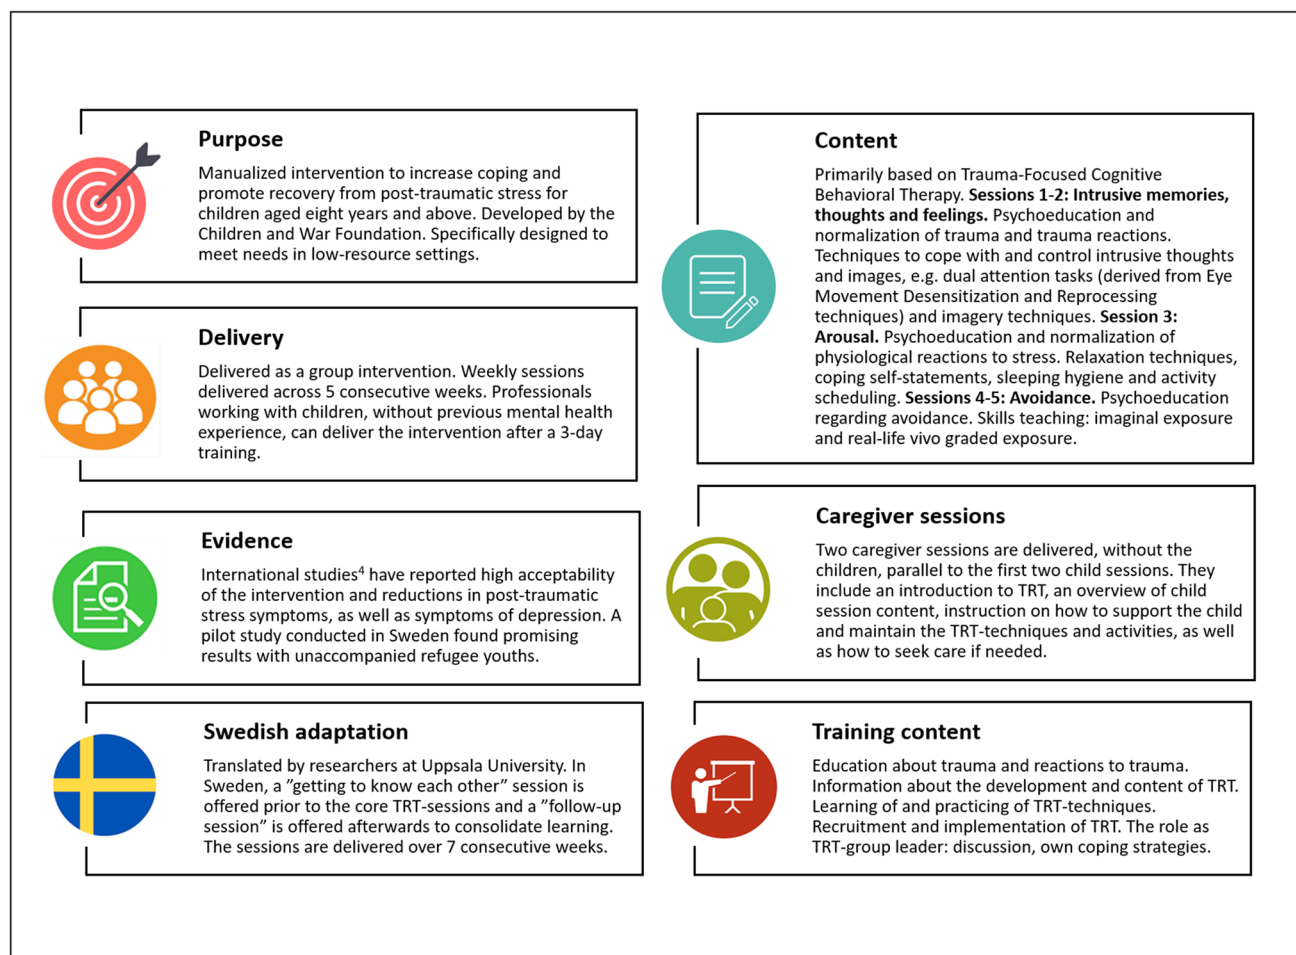 Purpose
Manualized intervention to increase coping and
promote recovery from post-traumatic stress for
children aged eight years and above. Developed by the
Children and War Foundation. Specifically designed to
meet needs in low-resource settings.
Delivery
Delivered as a group intervention. Weekly sessions
delivered across 5 consecutive weeks. Professionals
working with children, without previous mental health
experience, can deliver the intervention after a 3-day
training.
Evidence
International studies⁴ have reported high acceptability
of the intervention and reductions in post-traumatic
stress symptoms, as well as symptoms of depression. A
pilot study conducted in Sweden found promising
results with unaccompanied refugee youths.
Swedish adaptation
Translated by researchers at Uppsala University. In
Sweden, a ”getting to know each other” session is
offered prior to the core TRT-sessions and a ”follow-up
session” is offered afterwards to consolidate learning.
The sessions are delivered over 7 consecutive weeks.
Content
Primarily based on Trauma-Focused Cognitive
Behavioral Therapy. Sessions 1-2: Intrusive memories,
thoughts and feelings. Psychoeducation and
normalization of trauma and trauma reactions.
Techniques to cope with and control intrusive thoughts
and images, e.g. dual attention tasks (derived from Eye
Movement Desensitization and Reprocessing
techniques) and imagery techniques. Session 3:
Arousal. Psychoeducation and normalization of
physiological reactions to stress. Relaxation techniques,
coping self-statements, sleeping hygiene and activity
scheduling. Sessions 4-5: Avoidance. Psychoeducation
regarding avoidance. Skills teaching: imaginal exposure
and real-life vivo graded exposure.
Caregiver sessions
Two caregiver sessions are delivered, without the
children, parallel to the first two child sessions. They
include an introduction to TRT, an overview of child
session content, instruction on how to support the child
and maintain the TRT-techniques and activities, as well
as how to seek care if needed.
Training content
Education about trauma and reactions to trauma.
Information about the development and content of TRT.
Learning of and practicing of TRT-techniques.
Recruitment and implementation of TRT. The role as
TRT-group leader: discussion, own coping strategies.